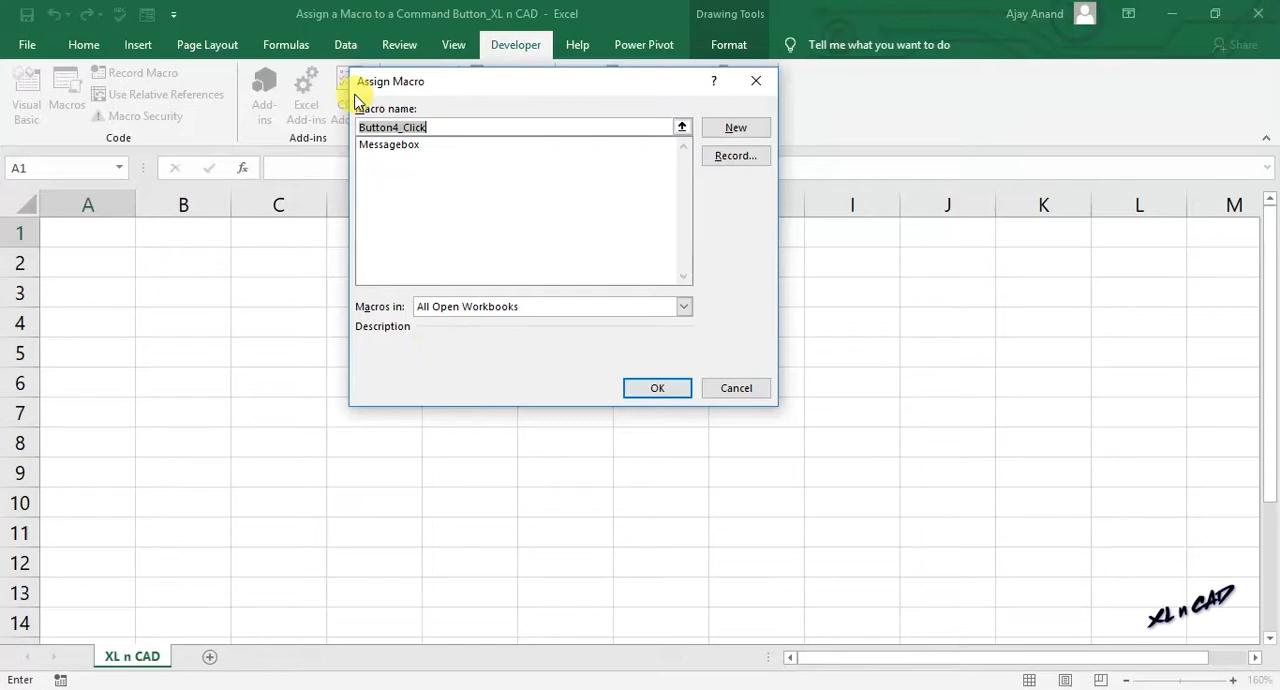 Assign a Macro to a Command Button_XL n CAD - Excel
Drawing Tools
Ajay Anand
File Home Insert Page Layout Formulas Data Review View Developer Help Power Pivot Format Tell me what you want to do Share
Visual Basic
Macros
Record Macro
Use Relative References
Macro Security
Code
Add-ins
Excel Add-ins
Add-ins
Assign Macro
?
Macro name:
Button4_Click
New
Messagebox
Record...
Macros in: All Open Workbooks
Description
OK Cancel
A1
fx
A B C I J K L M
1
2
3
4
5
6
7
8
9
10
11
12
13
14
XL n CAD
XL n CAD
Enter
160%